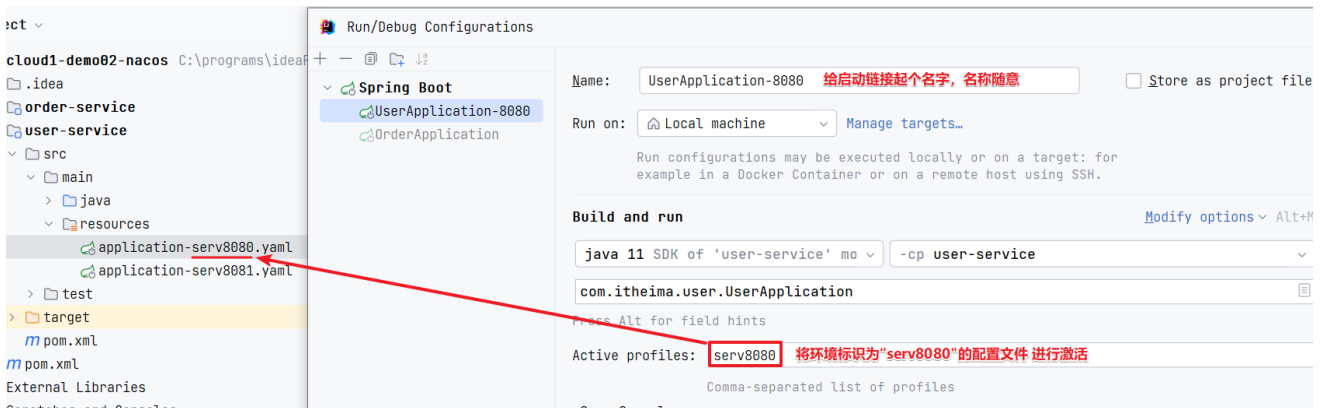 ect
cloud1-demo02-nacos C:\programs\ideaP
.idea
order-service
user-service
src
main
java
resources
application-serv8080.yaml
application-serv8081.yaml
test
target
pom.xml
pom.xml
External Libraries
Run/Debug Configurations
Spring Boot
UserApplication-8080
OrderApplication
Name: UserApplication-8080 给启动链接起个名字，名称随意 Store as project file
Run on: Local machine Manage targets…
Run configurations may be executed locally or on a target: for
example in a Docker Container or on a remote host using SSH.
Build and run Modify options Alt+M
java 11 SDK of 'user-service' mo -cp user-service
com.itheima.user.UserApplication
Press Alt for field hints
Active profiles: serv8080 将环境标识为“serv8080"的配置文件 进行激活
Comma-separated list of profiles